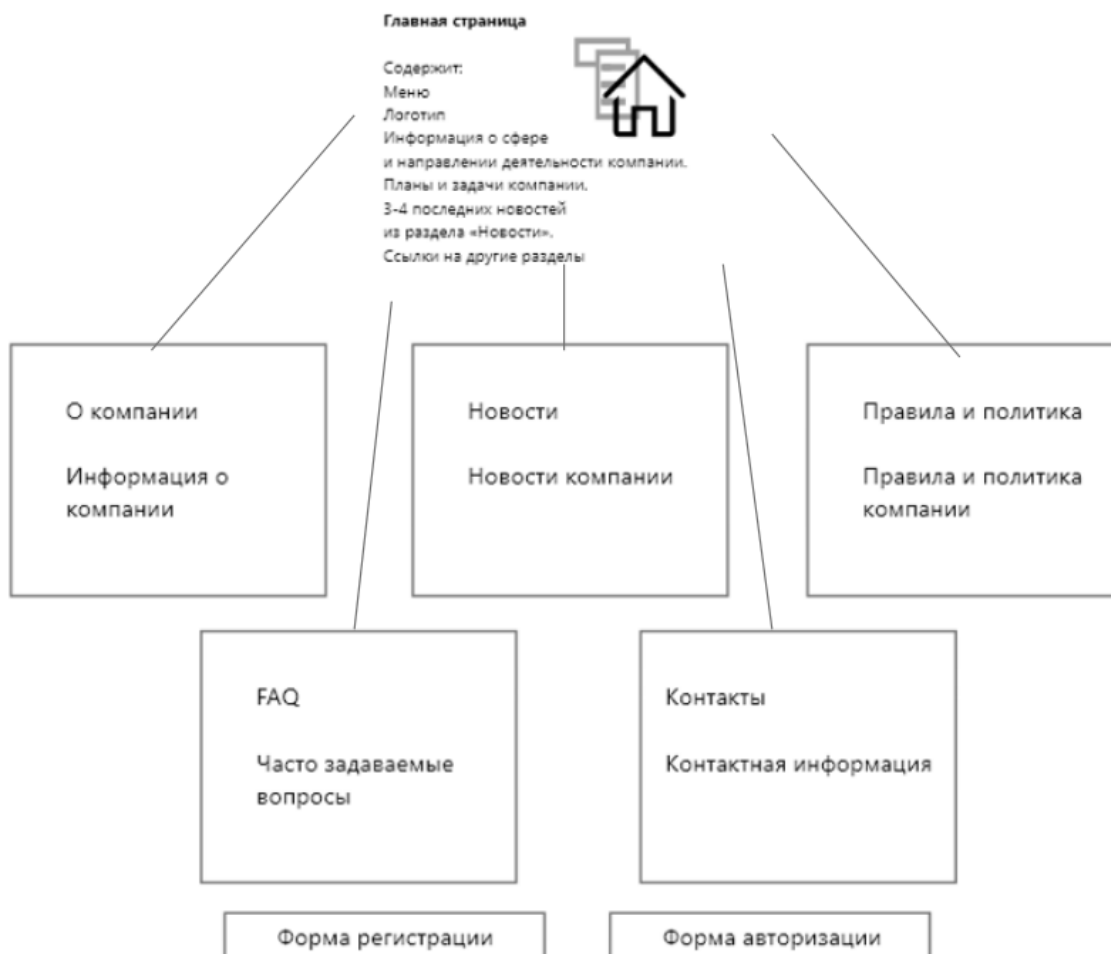 Главная страница
Содержит:
Меню
Логотип
Информация о сфере
и направлении деятельности компании.
Планы и задачи компании.
3-4 последних новостей
из раздела «Новости».
Ссылки на другие разделы
О компании
Информация о
компании
Новости
Новости компании
Правила и политика
Правила и политика
компании
FAQ
Часто задаваемые
вопросы
Контакты
Контактная информация
Форма регистрации
Форма авторизации